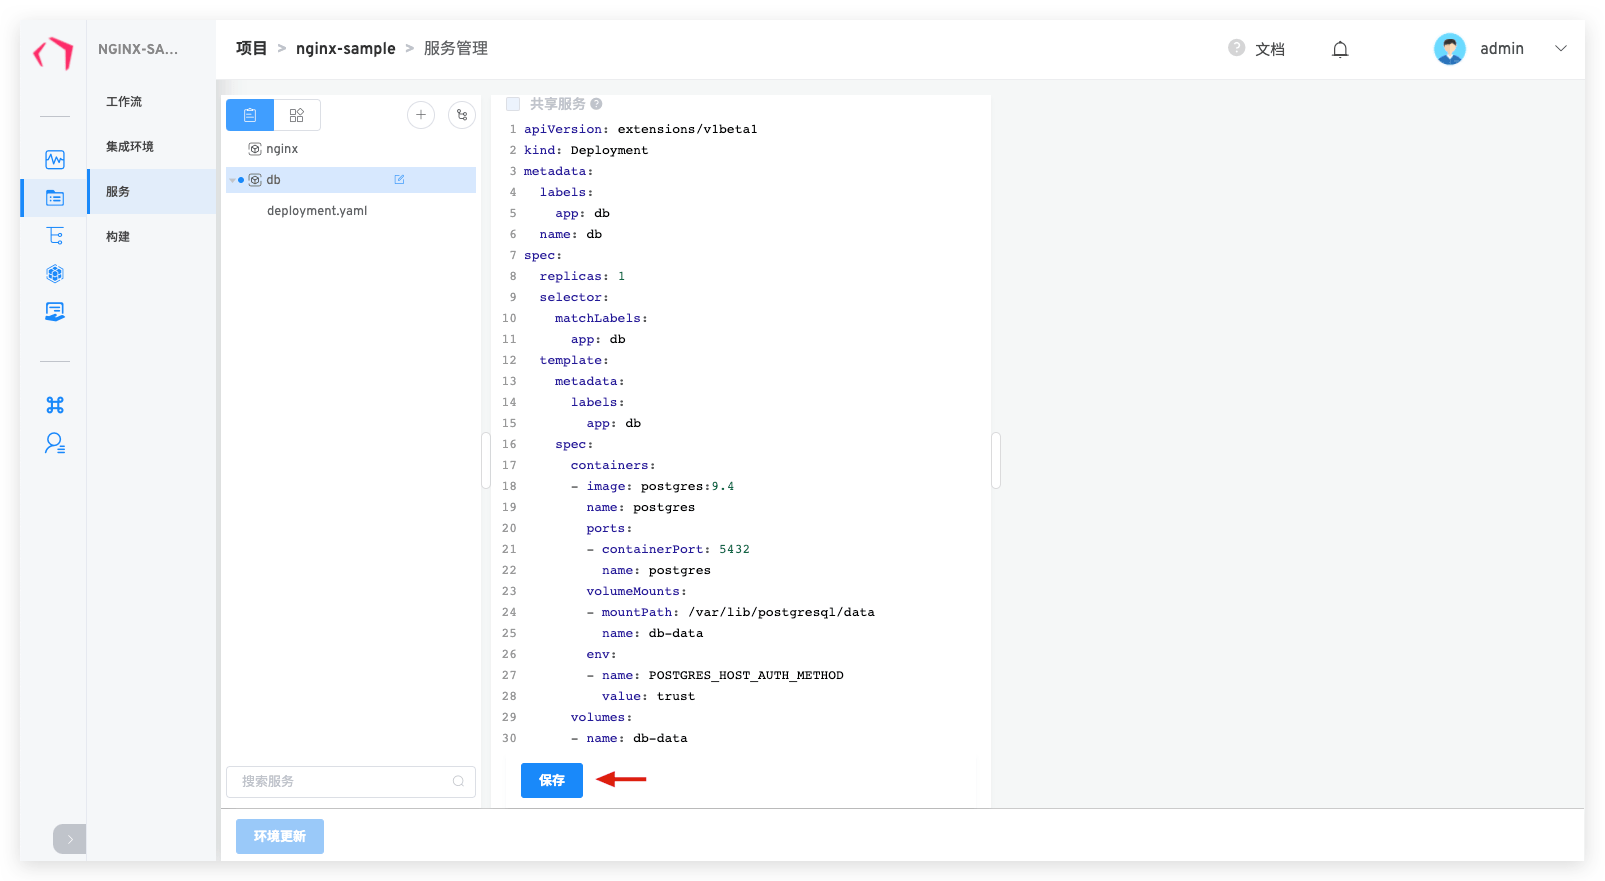 NGINX-SA...
项目 > nginx-sample > 服务管理
文档
admin
工作流
集成环境
服务
构建
nginx
db
deployment.yaml
搜索服务
共享服务
1 apiVersion: extensions/v1beta1
2 kind: Deployment
3 metadata:
4 labels:
5 app: db
6 name: db
7 spec:
8 replicas: 1
9 selector:
10 matchLabels:
11 app: db
12 template:
13 metadata:
14 labels:
15 app: db
16 spec:
17 containers:
18 - image: postgres:9.4
19 name: postgres
20 ports:
21 - containerPort: 5432
22 name: postgres
23 volumeMounts:
24 - mountPath: /var/lib/postgresql/data
25 name: db-data
26 env:
27 - name: POSTGRES_HOST_AUTH_METHOD
28 value: trust
29 volumes:
30 - name: db-data
保存
环境更新